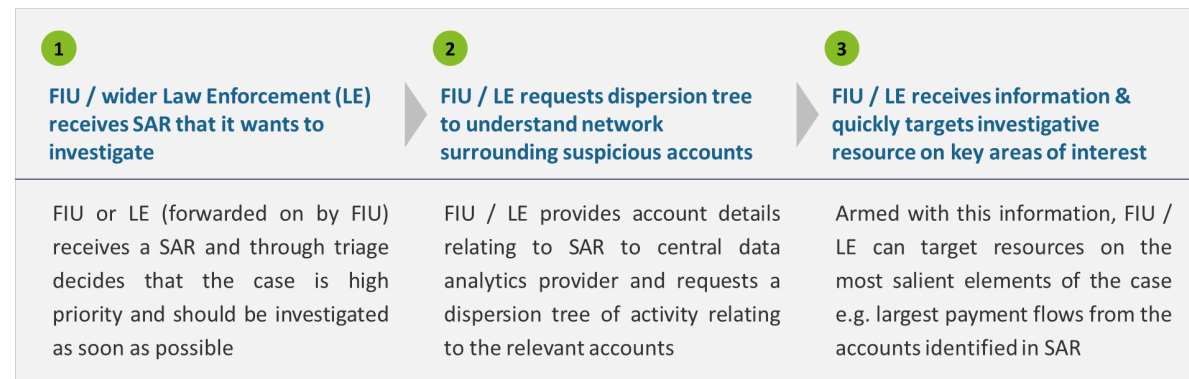 1
FIU / wider Law Enforcement (LE)
receives SAR that it wants to
investigate
FIU or LE (forwarded on by FIU)
receives a SAR and through triage
decides that the case is high
priority and should be investigated
as soon as possible
2
FIU / LE requests dispersion tree
to understand network
surrounding suspicious accounts
FIU / LE provides account details
relating to SAR to central data
analytics provider and requests a
dispersion tree of activity relating
to the relevant accounts
3
FIU / LE receives information &
quickly targets investigative
resource on key areas of interest
Armed with this information, FIU /
LE can target resources on the
most salient elements of the case
e.g. largest payment flows from the
accounts identified in SAR